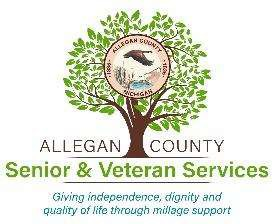 ALLEGAN COUNTY
MICHIGAN
ALLEGAN COUNTY
Senior & Veteran Services
Giving independence, dignity and
quality of life through millage support